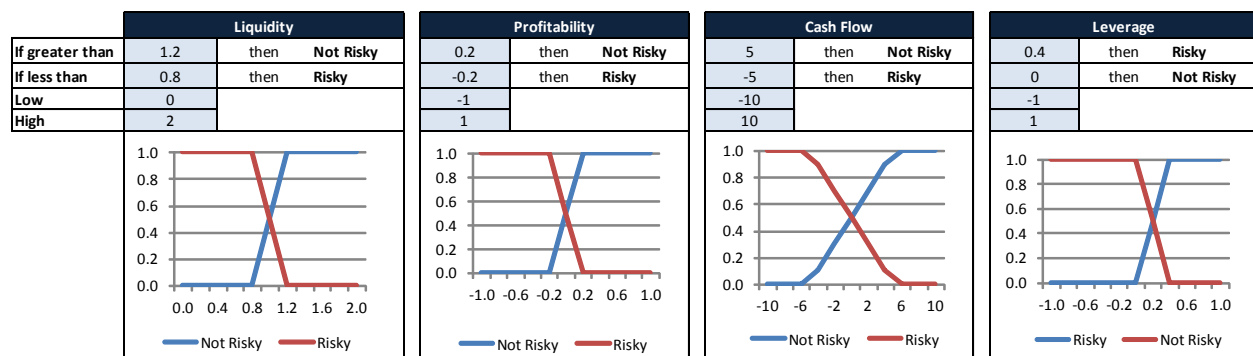 Liquidity Profitability Cash Flow Leverage
If greater than 1.2 then Not Risky 0.2 then Not Risky 5 then Not Risky 0.4 then Risky
If less than 0.8 then Risky -0.2 then Risky -5 then Risky 0 then Not Risky
Low 0 -1 -10 -1
High 2 1 10 1
1.0
0.8
0.6
0.4
0.2
0.0
0.0 0.4 0.8 1.2 1.6 2.0
Not Risky Risky
1.0
0.8
0.6
0.4
0.2
0.0
-1.0 -0.6 -0.2 0.2 0.6 1.0
Not Risky Risky
1.0
0.8
0.6
0.4
0.2
0.0
-10 -6 -2 2 6 10
Not Risky Risky
1.0
0.8
0.6
0.4
0.2
0.0
-1.0 -0.6 -0.2 0.2 0.6 1.0
Risky Not Risky